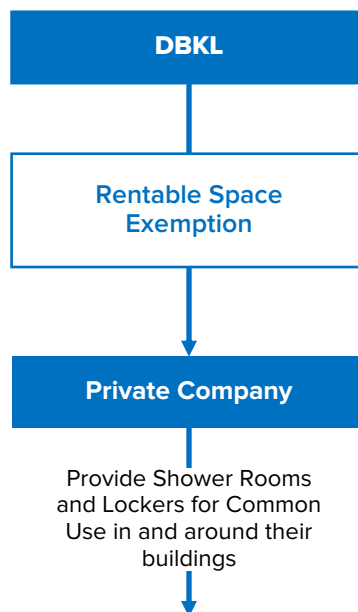 DBKL
Rentable Space
Exemption
Private Company
Provide Shower Rooms
and Lockers for Common
Use in and around their
buildings